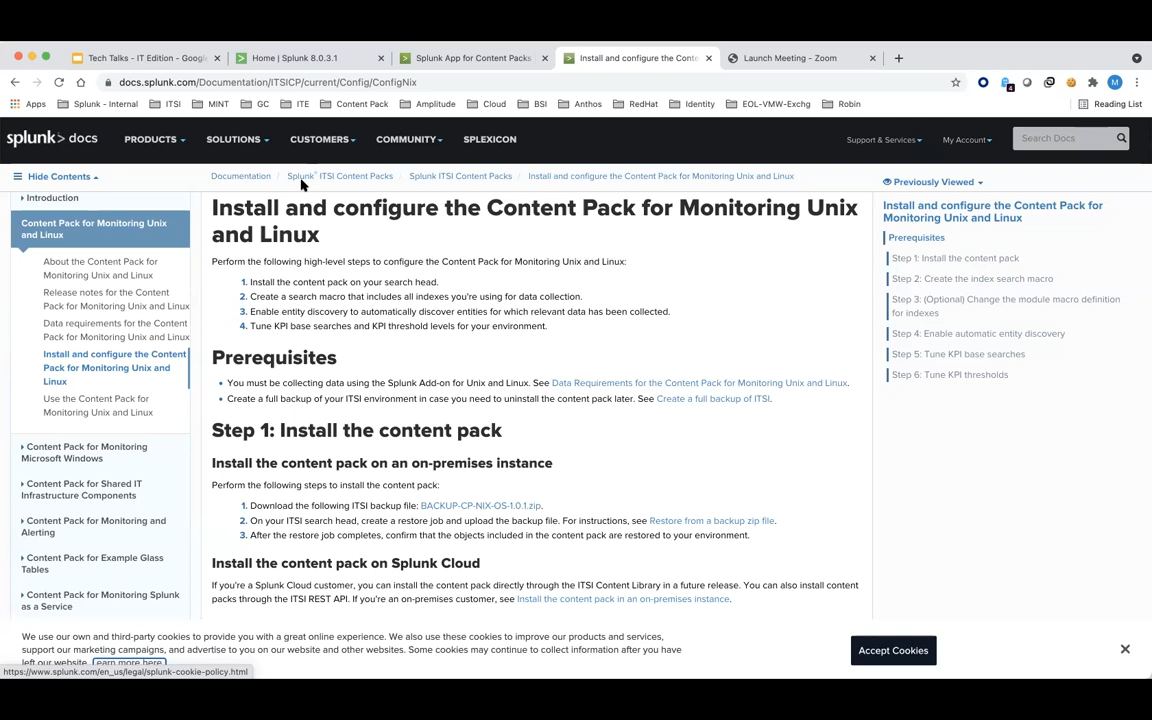 Tech Talks - IT Edition - Google
Home | Splunk 8.0.3.1
Splunk App for Content Packs
Install and configure the Conte
Launch Meeting - Zoom
docs.splunk.com/Documentation/ITSICP/current/Config/ConfigNix
Apps Splunk - Internal ITSI MINT GC ITE Content Pack Amplitude Cloud BSI Anthos RedHat Identity EOL-VMW-Exchg Robin Reading List
splunk> docs PRODUCTS SOLUTIONS CUSTOMERS COMMUNITY SPLEXICON Support & Services My Account Search Docs
Hide Contents
Documentation / Splunk® ITSI Content Packs / Splunk ITSI Content Packs / Install and configure the Content Pack for Monitoring Unix and Linux
Previously Viewed
Introduction
Content Pack for Monitoring Unix
and Linux
About the Content Pack for
Monitoring Unix and Linux
Release notes for the Content
Pack for Monitoring Unix and Linux
Data requirements for the Content
Pack for Monitoring Unix and Linux
Install and configure the Content
Pack for Monitoring Unix and
Linux
Use the Content Pack for
Monitoring Unix and Linux
Content Pack for Monitoring
Microsoft Windows
Content Pack for Shared IT
Infrastructure Components
Content Pack for Monitoring and
Alerting
Content Pack for Example Glass
Tables
Content Pack for Monitoring Splunk
as a Service
Install and configure the Content Pack for Monitoring Unix
and Linux
Perform the following high-level steps to configure the Content Pack for Monitoring Unix and Linux:
1. Install the content pack on your search head.
2. Create a search macro that includes all indexes you're using for data collection.
3. Enable entity discovery to automatically discover entities for which relevant data has been collected.
4. Tune KPI base searches and KPI threshold levels for your environment.
Prerequisites
• You must be collecting data using the Splunk Add-on for Unix and Linux. See Data Requirements for the Content Pack for Monitoring Unix and Linux.
• Create a full backup of your ITSI environment in case you need to uninstall the content pack later. See Create a full backup of ITSI.
Step 1: Install the content pack
Install the content pack on an on-premises instance
Perform the following steps to install the content pack:
1. Download the following ITSI backup file: BACKUP-CP-NIX-OS-1.0.1.zip.
2. On your ITSI search head, create a restore job and upload the backup file. For instructions, see Restore from a backup zip file.
3. After the restore job completes, confirm that the objects included in the content pack are restored to your environment.
Install the content pack on Splunk Cloud
If you're a Splunk Cloud customer, you can install the content pack directly through the ITSI Content Library in a future release. You can also install content
packs through the ITSI REST API. If you're an on-premises customer, see Install the content pack in an on-premises instance.
Install and configure the Content Pack for
Monitoring Unix and Linux
Prerequisites
Step 1: Install the content pack
Step 2: Create the index search macro
Step 3: (Optional) Change the module macro definition
for indexes
Step 4: Enable automatic entity discovery
Step 5: Tune KPI base searches
Step 6: Tune KPI thresholds
We use our own and third-party cookies to provide you with a great online experience. We also use these cookies to improve our products and services,
support our marketing campaigns, and advertise to you on our website and other websites. Some cookies may continue to collect information after you have
left our website. Learn more here
Accept Cookies
https://www.splunk.com/en_us/legal/splunk-cookie-policy.html